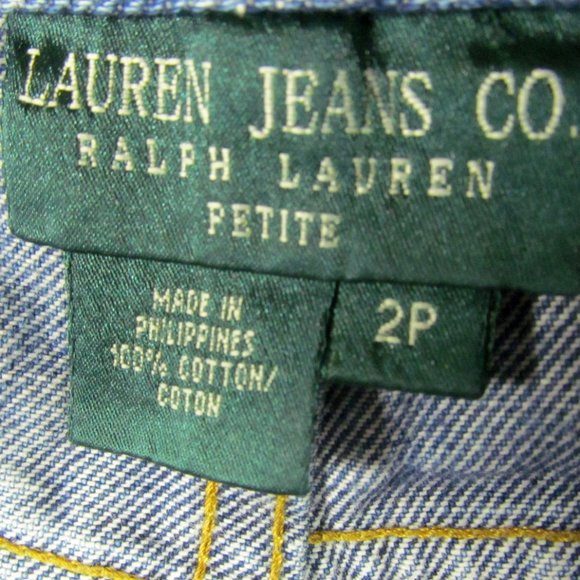 LAUREN JEANS CO.
RALPH LAUREN
PETITE
MADE IN
PHILIPPINES
100% COTTON/
COTON
2P